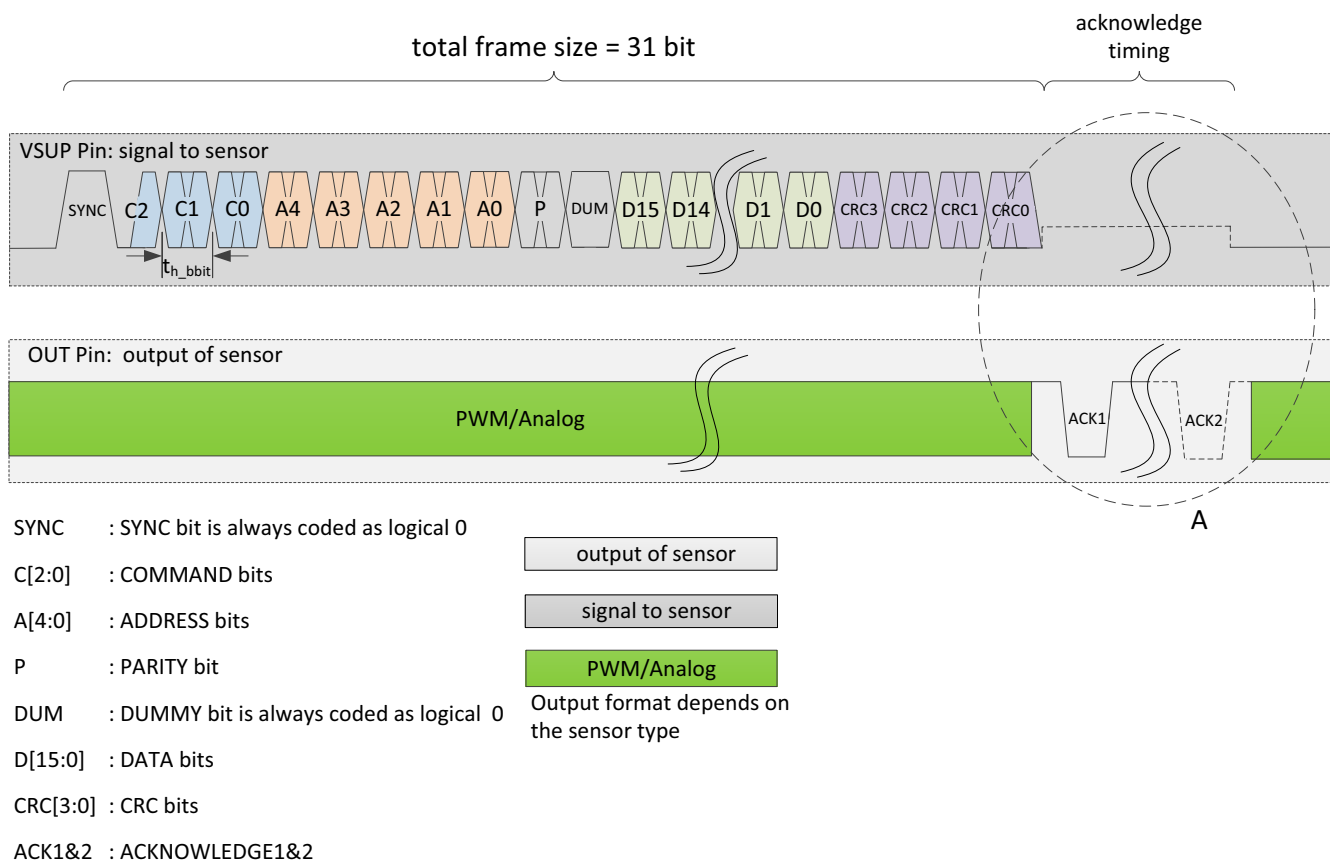 total frame size = 31 bit
acknowledge
timing
VSUP Pin: signal to sensor
SYNC C2 C1 C0 A4 A3 A2 A1 A0 P DUM D15 D14 D1 D0 CRC3 CRC2 CRC1 CRC0
th_bbit
OUT Pin: output of sensor
PWM/Analog
ACK1 ACK2
A
SYNC : SYNC bit is always coded as logical 0
C[2:0] : COMMAND bits
A[4:0] : ADDRESS bits
P : PARITY bit
DUM : DUMMY bit is always coded as logical 0
D[15:0] : DATA bits
CRC[3:0] : CRC bits
ACK1&2 : ACKNOWLEDGE1&2
output of sensor
signal to sensor
PWM/Analog
Output format depends on
the sensor type